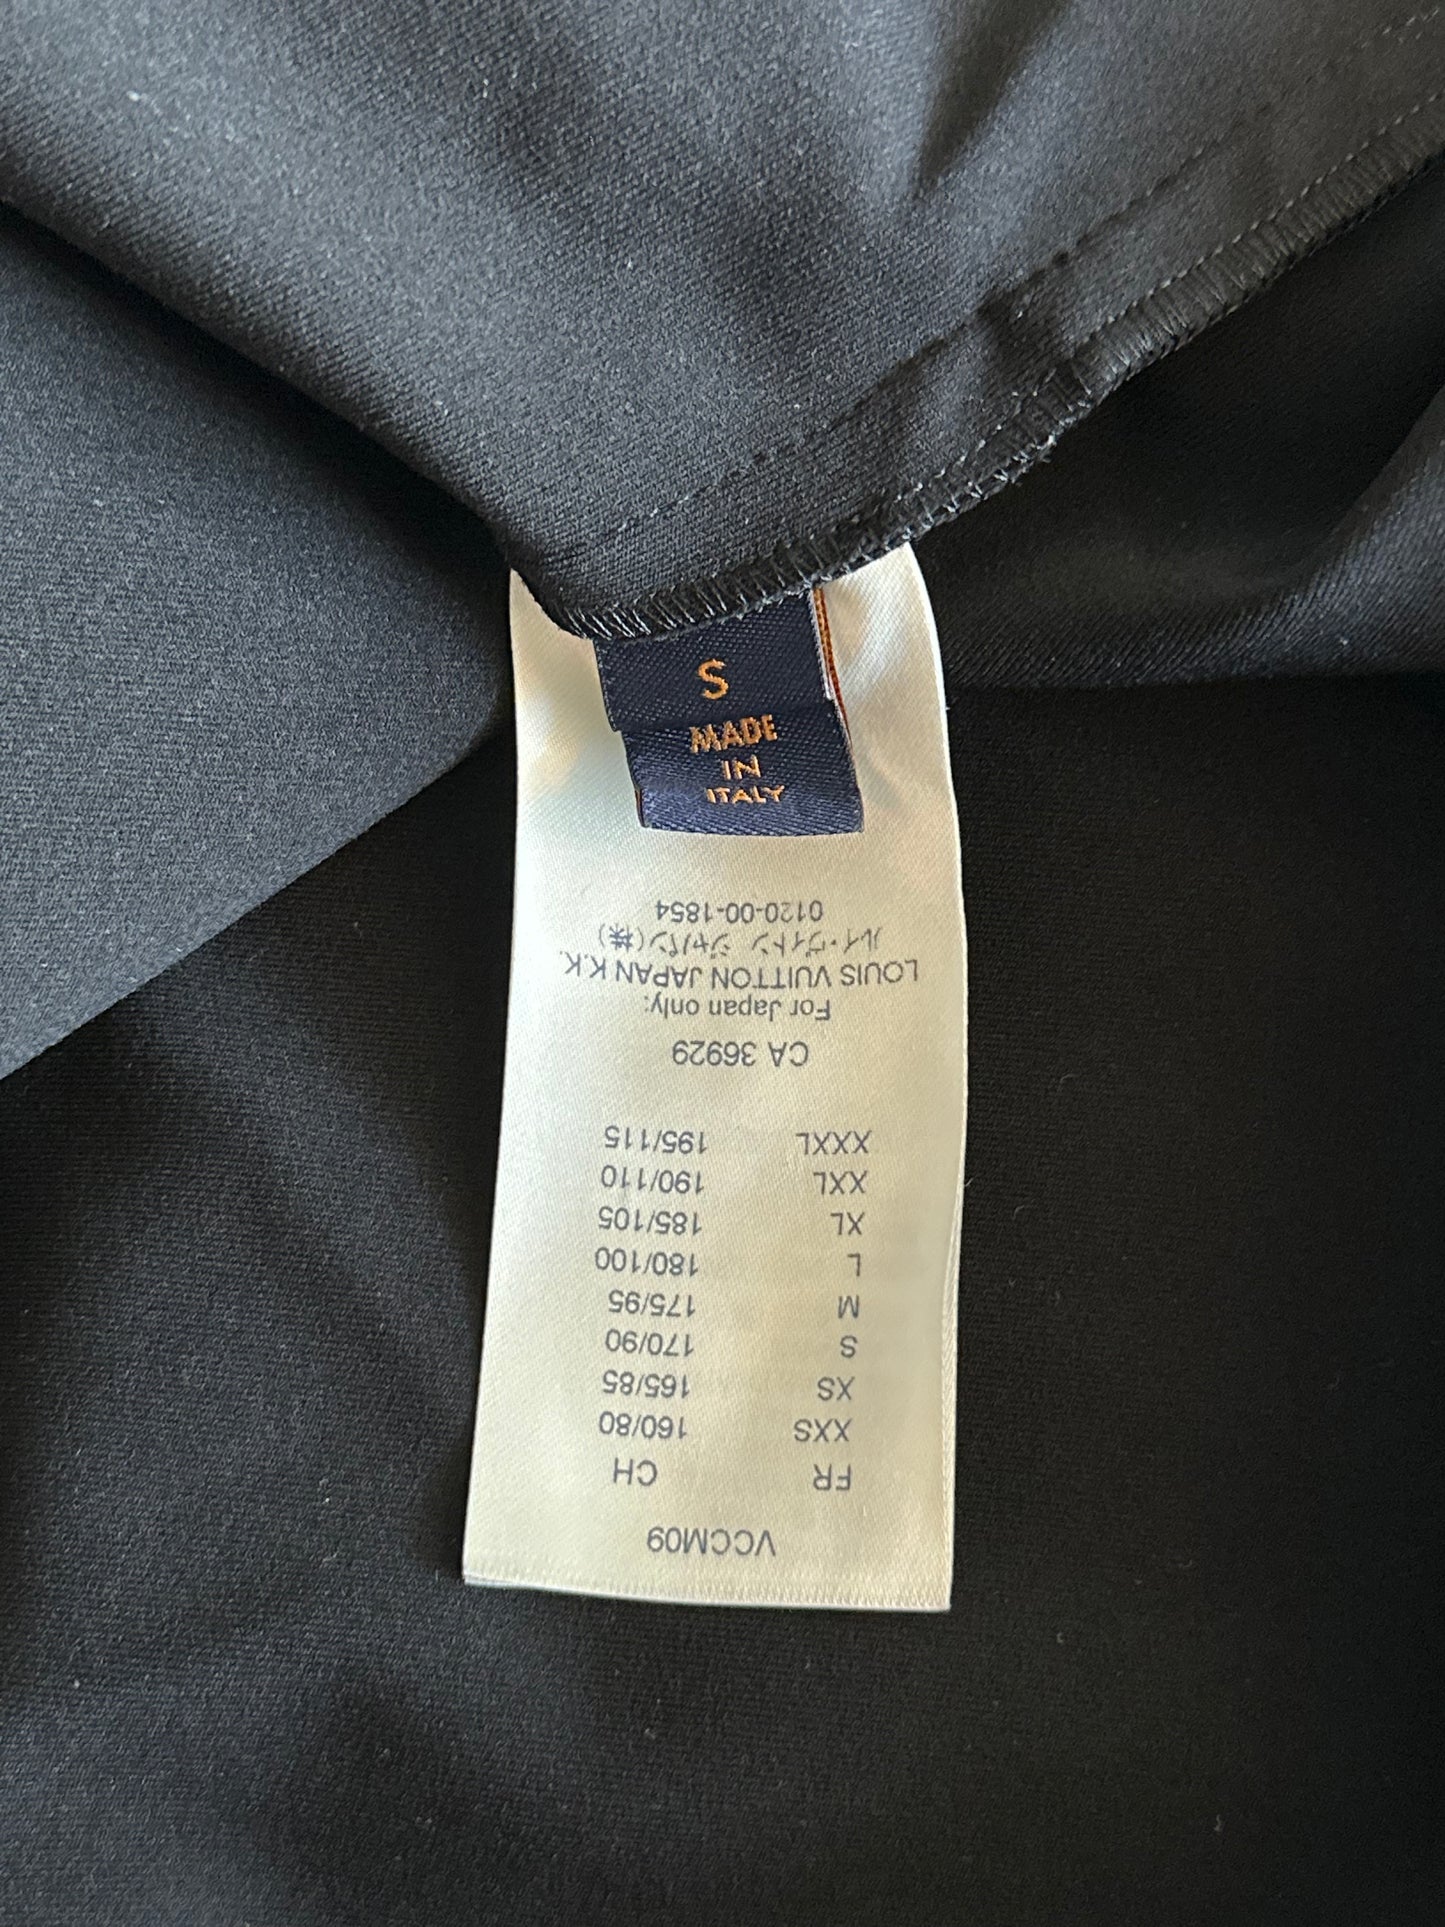 S
MADE
IN
ITALY
VCCM09
FR CH
XXS 160/80
XS 165/85
S 170/90
M 175/95
L 180/100
XL 185/105
XXL 190/110
XXXL 195/115
CA 36929
For Japan only:
LOUIS VUITTON JAPAN K.K.
ルイ・ヴィトン ジャパン(株)
0120-00-1854